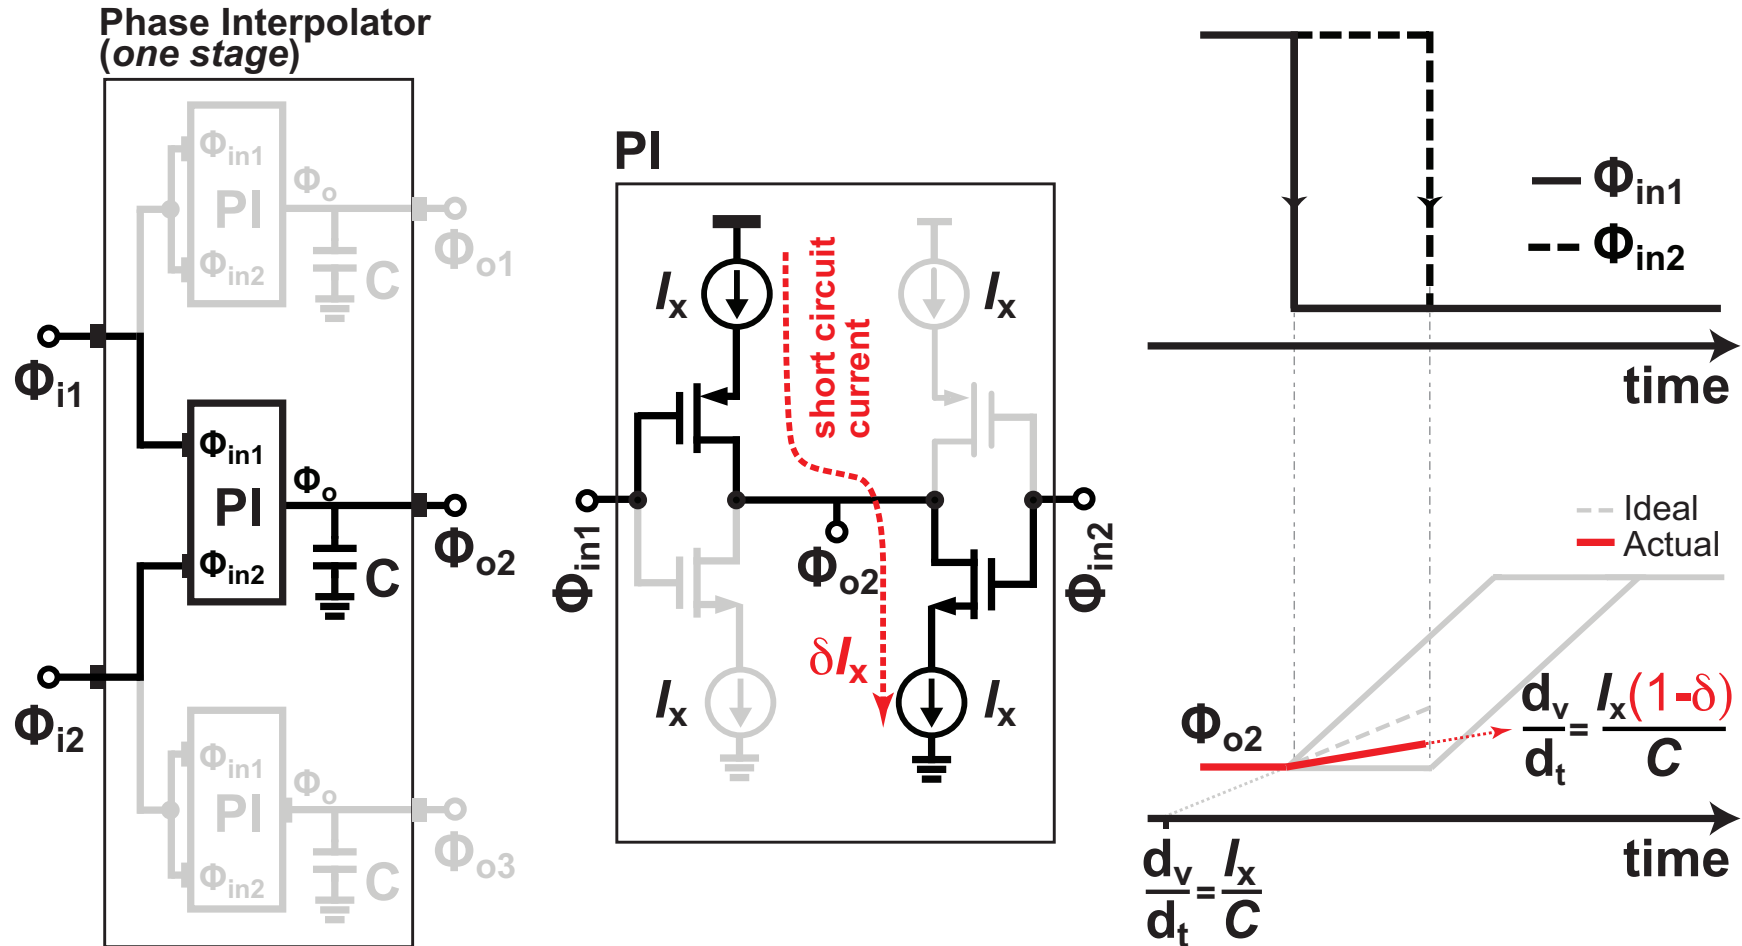 Phase Interpolator
(one stage)
Φin1
Φo
PI
Φin2
C
Φo1
Φi1
Φin1
Φo
PI
Φin2
C
Φo2
Φi2
Φin1
Φo
PI
Φin2
C
Φo3
PI
Ix
short circuit
current
Ix
Φin1
Φo2
Φin2
Ix
δIx
Ix
Φin1
Φin2
time
Ideal
Actual
Φo2
dv/dt = Ix(1-δ)/C
time
dv/dt = Ix/C